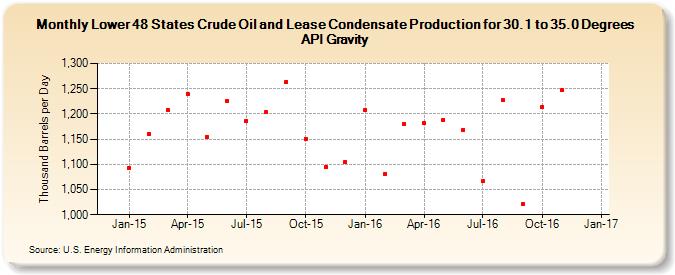 Monthly Lower 48 States Crude Oil and Lease Condensate Production for 30.1 to 35.0 Degrees
API Gravity
Thousand Barrels per Day
1,300
1,250
1,200
1,150
1,100
1,050
1,000
Jan-15 Apr-15 Jul-15 Oct-15 Jan-16 Apr-16 Jul-16 Oct-16 Jan-17
Source: U.S. Energy Information Administration